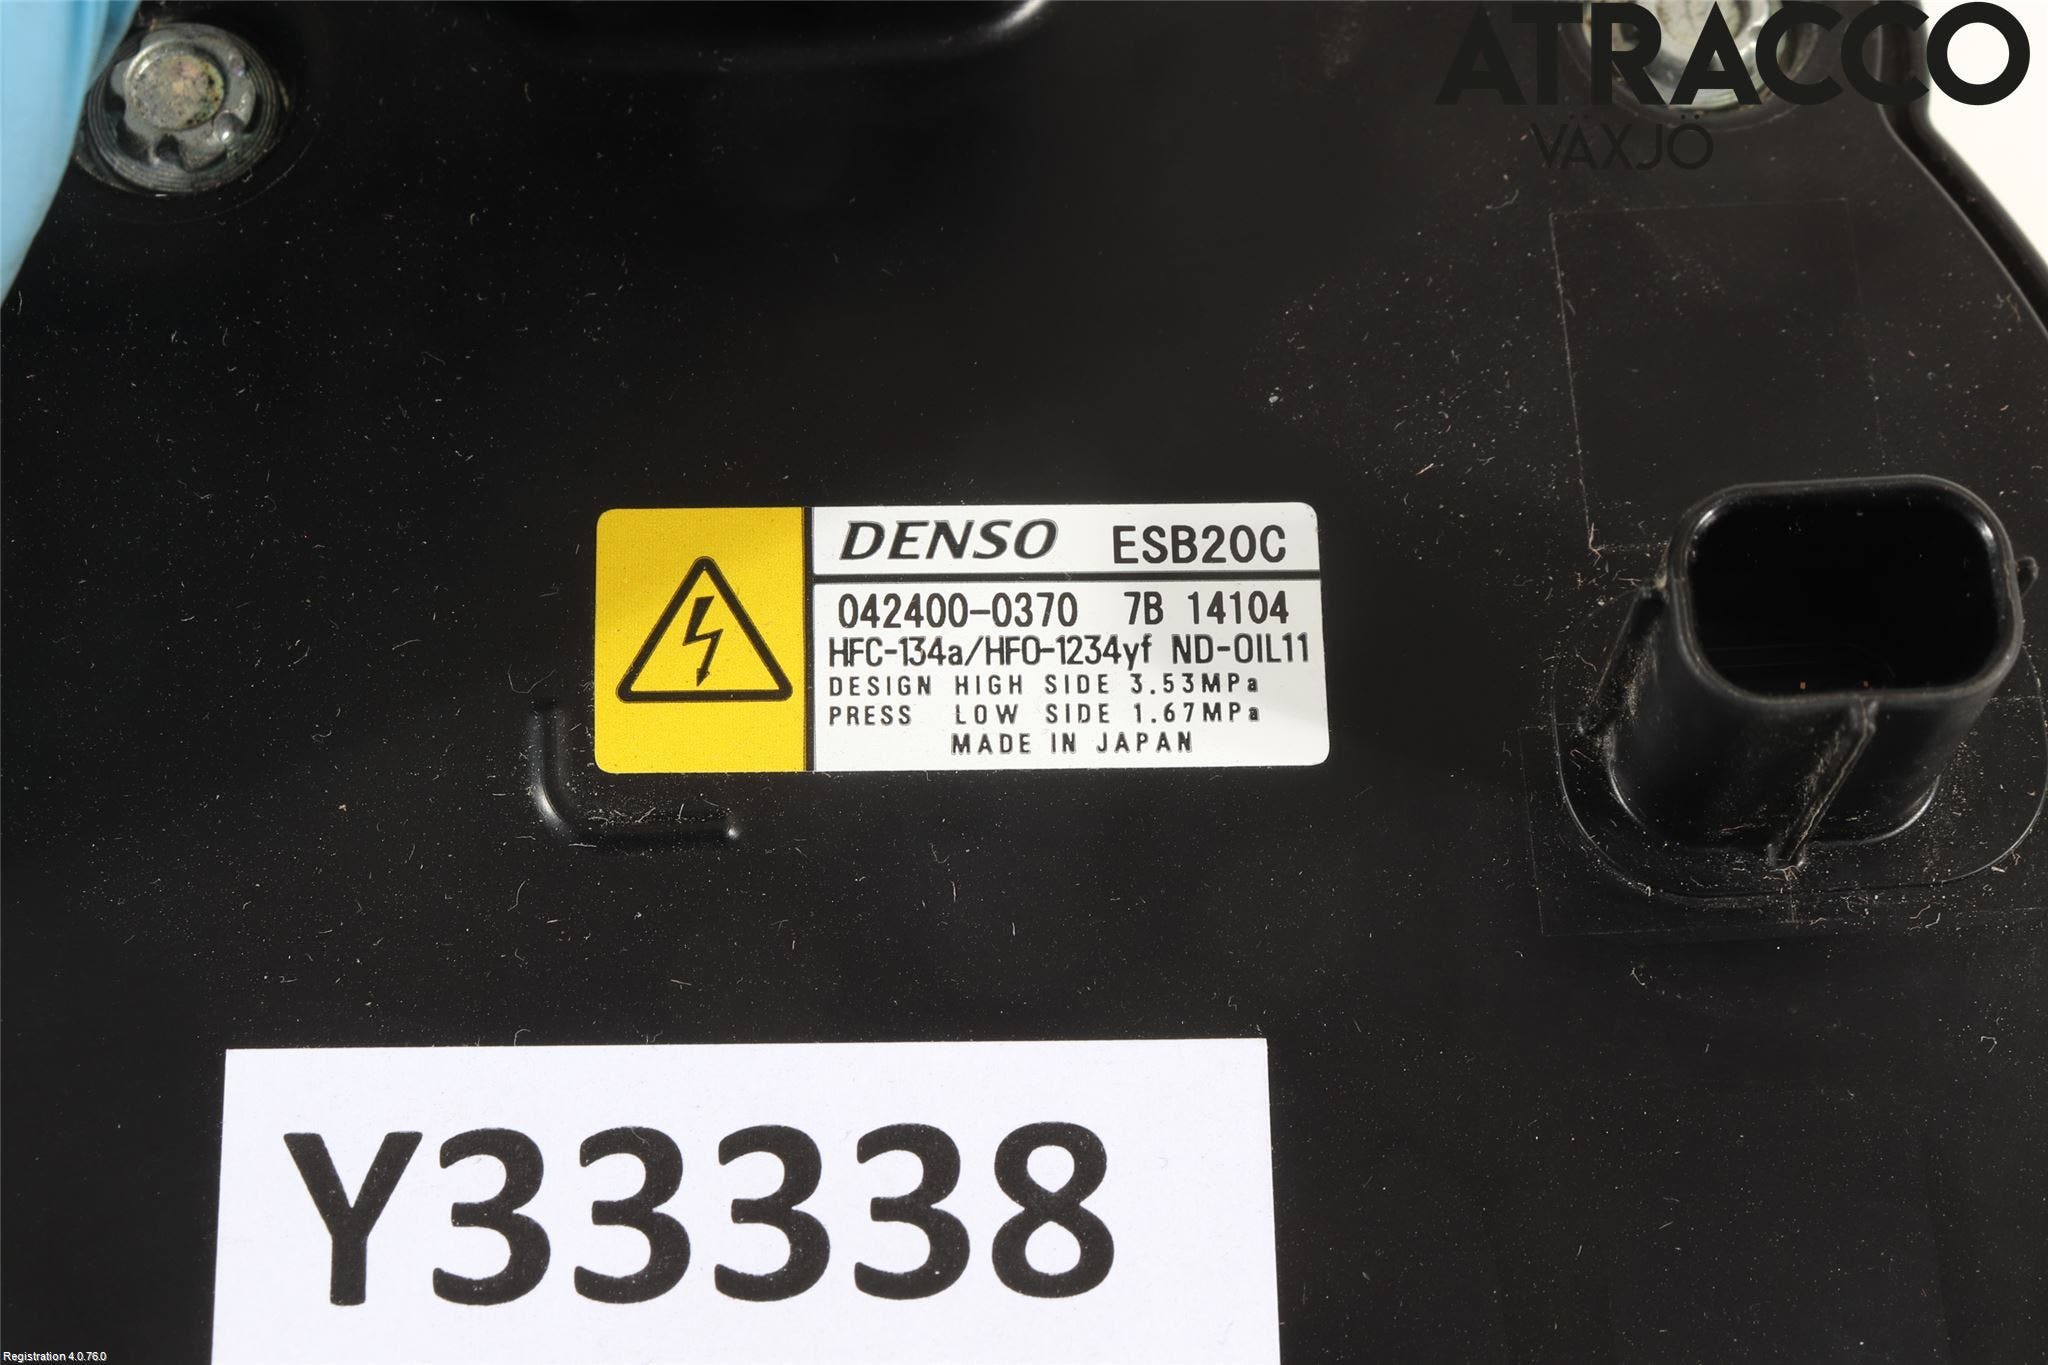 ATRACCO
VÄXJÖ
DENSO ESB20C
042400-0370 7B 14104
HFC-134a/HFO-1234yf ND-OIL11
DESIGN HIGH SIDE 3.53MPa
PRESS LOW SIDE 1.67MPa
MADE IN JAPAN
Y33338
Registration 4.0.76.0